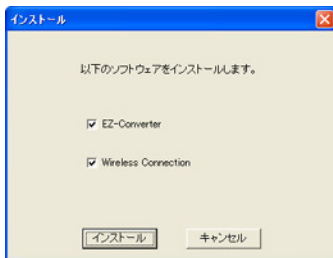 インストール
以下のソフトウェアをインストールします。
EZ-Converter
Wireless Connection
インストール
キャンセル